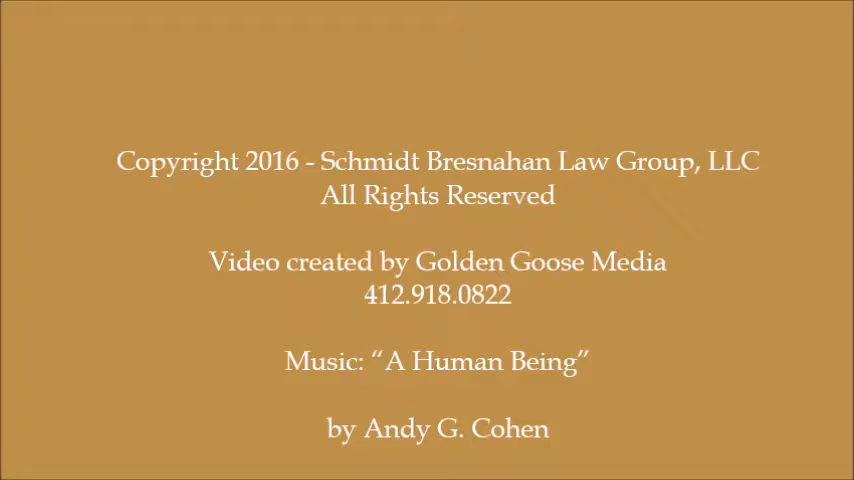 Copyright 2016 - Schmidt Bresnahan Law Group, LLC
All Rights Reserved
Video created by Golden Goose Media
412.918.0822
Music: “A Human Being”
by Andy G. Cohen